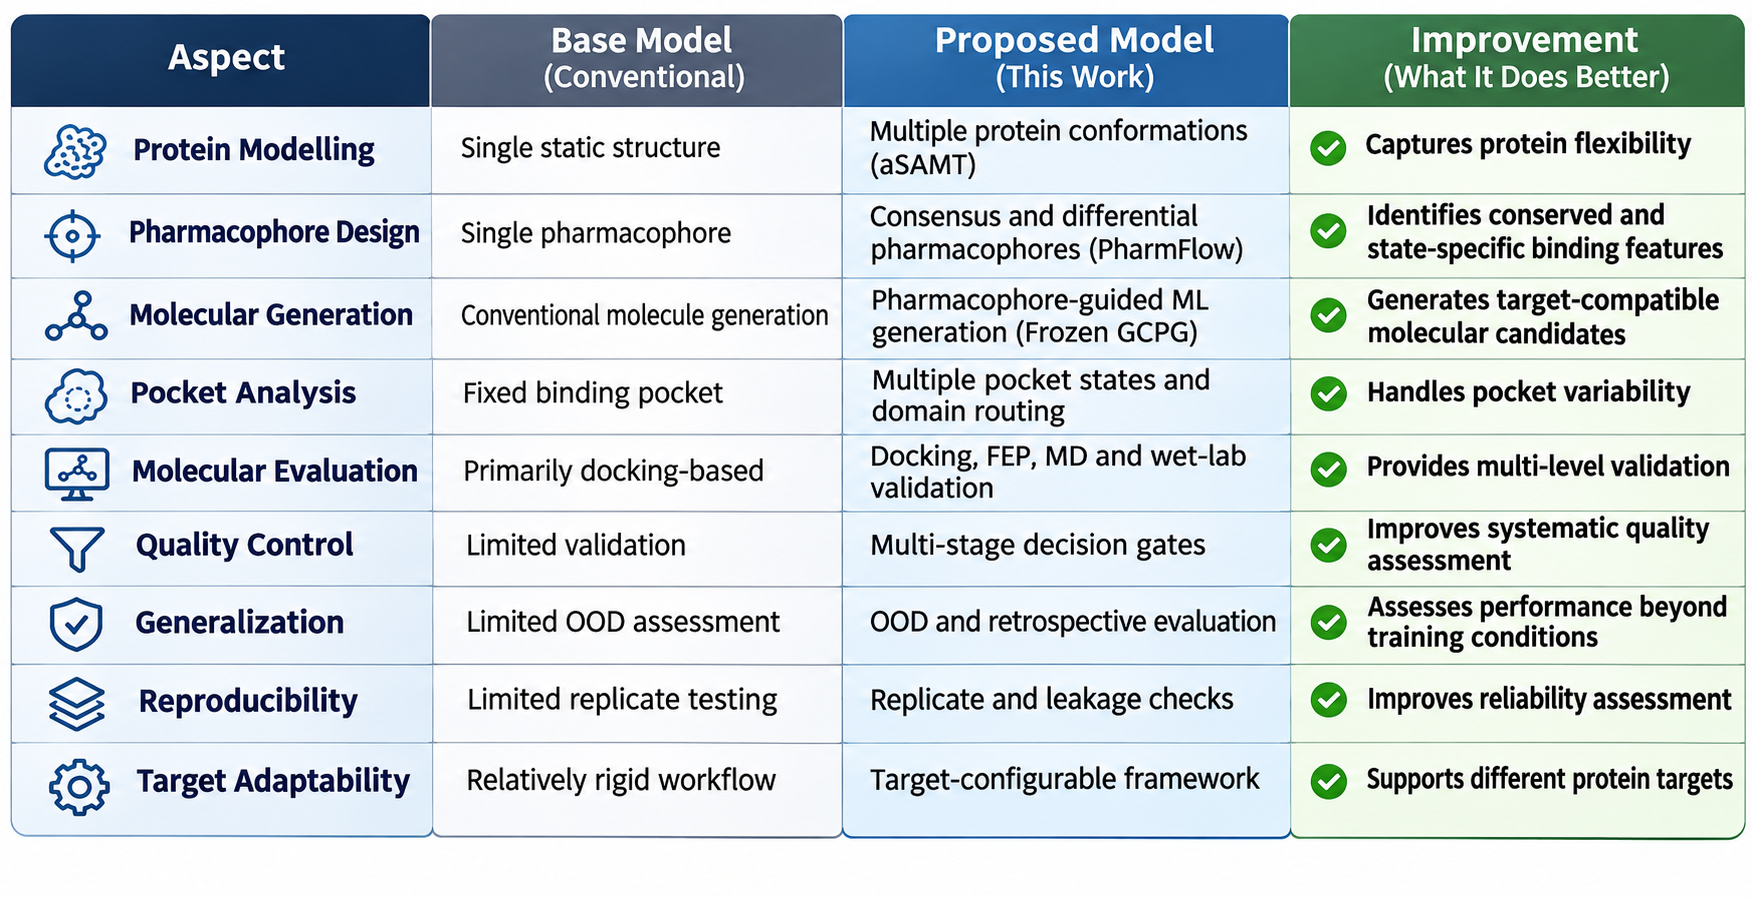 Aspect
Base Model
(Conventional)
Proposed Model
(This Work)
Improvement
(What It Does Better)
Protein Modelling
Single static structure
Multiple protein conformations
(aSAMT)
Captures protein flexibility
Pharmacophore Design
Single pharmacophore
Consensus and differential
pharmacophores (PharmFlow)
Identifies conserved and
state-specific binding features
Molecular Generation
Conventional molecule generation
Pharmacophore-guided ML
generation (Frozen GCPG)
Generates target-compatible
molecular candidates
Pocket Analysis
Fixed binding pocket
Multiple pocket states and
domain routing
Handles pocket variability
Molecular Evaluation
Primarily docking-based
Docking, FEP, MD and wet-lab
validation
Provides multi-level validation
Quality Control
Limited validation
Multi-stage decision gates
Improves systematic quality
assessment
Generalization
Limited OOD assessment
OOD and retrospective evaluation
Assesses performance beyond
training conditions
Reproducibility
Limited replicate testing
Replicate and leakage checks
Improves reliability assessment
Target Adaptability
Relatively rigid workflow
Target-configurable framework
Supports different protein targets